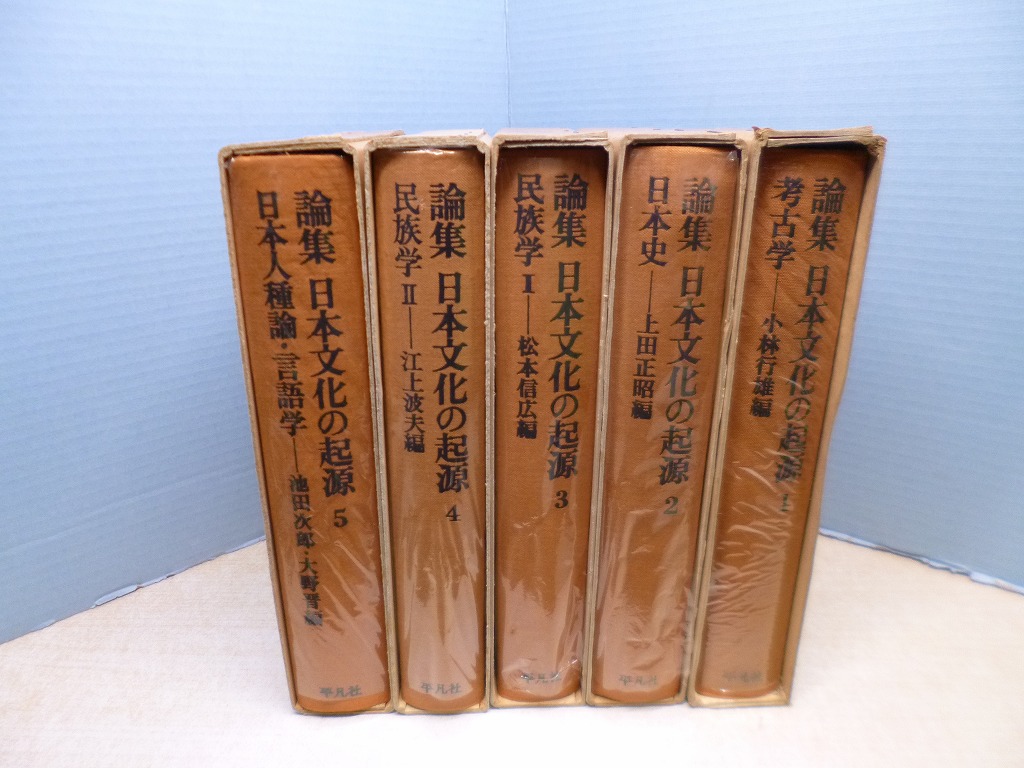 論集 日本文化の起源 5
日本人種論・言語学——池田次郎・大野晋編
平凡社
論集 日本文化の起源 4
民族学II——江上波夫編
平凡社
論集 日本文化の起源 3
民族学I——松本信広編
平凡社
論集 日本文化の起源 2
日本史——上田正昭編
平凡社
論集 日本文化の起源 1
考古学——小林行雄編
平凡社